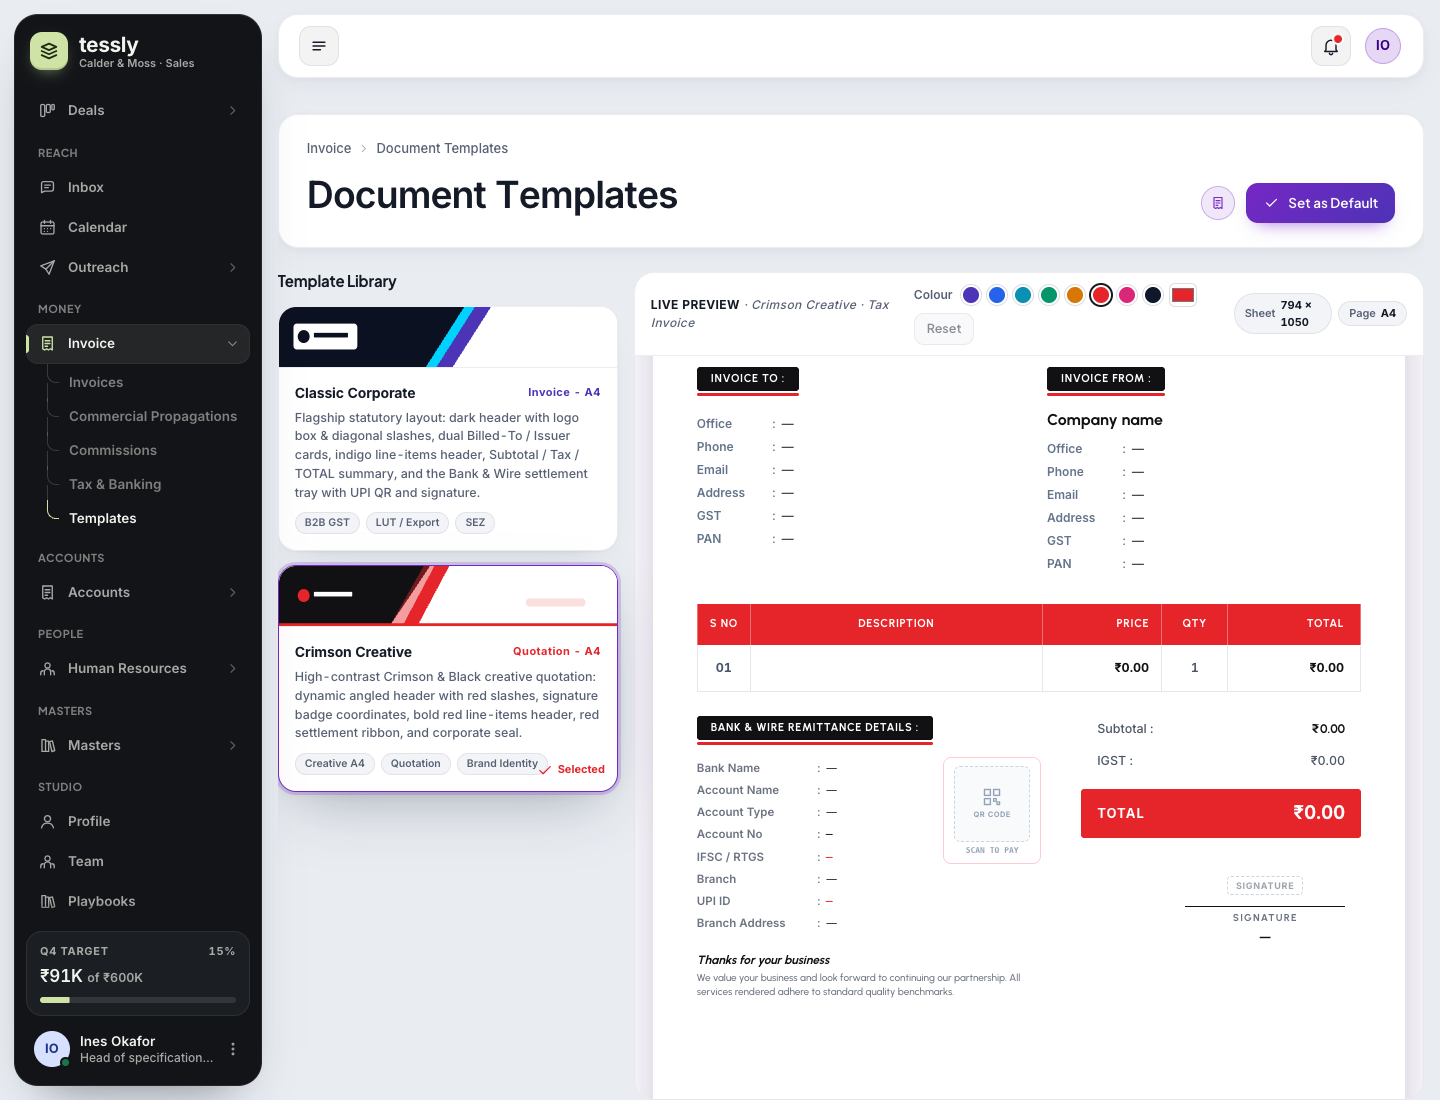 tessly
Calder & Moss · Sales
Deals
REACH
Inbox
Calendar
Outreach
MONEY
Invoice
Invoices
Commercial Propagations
Commissions
Tax & Banking
Templates
ACCOUNTS
Accounts
PEOPLE
Human Resources
MASTERS
Masters
STUDIO
Profile
Team
Playbooks
Q4 TARGET 15%
₹91K of ₹600K
IO Ines Okafor
Head of specification...
IO
Invoice > Document Templates
Document Templates
Set as Default
Template Library
Classic Corporate Invoice - A4
Flagship statutory layout: dark header with logo
box & diagonal slashes, dual Billed-To / Issuer
cards, indigo line-items header, Subtotal / Tax /
TOTAL summary, and the Bank & Wire settlement
tray with UPI QR and signature.
B2B GST LUT / Export SEZ
Crimson Creative Quotation - A4
High-contrast Crimson & Black creative quotation:
dynamic angled header with red slashes, signature
badge coordinates, bold red line-items header, red
settlement ribbon, and corporate seal.
Creative A4 Quotation Brand Identity Selected
LIVE PREVIEW · Crimson Creative · Tax
Invoice
Colour
Reset
Sheet 794 ×
1050
Page A4
INVOICE TO :
Office : —
Phone : —
Email : —
Address : —
GST : —
PAN : —
INVOICE FROM :
Company name
Office : —
Phone : —
Email : —
Address : —
GST : —
PAN : —
S NO DESCRIPTION PRICE QTY TOTAL
01 ₹0.00 1 ₹0.00
BANK & WIRE REMITTANCE DETAILS :
Bank Name : —
Account Name : —
Account Type : —
Account No : –
IFSC / RTGS : –
Branch : —
UPI ID : –
Branch Address : —
QR CODE
SCAN TO PAY
Subtotal : ₹0.00
IGST : ₹0.00
TOTAL ₹0.00
SIGNATURE
SIGNATURE
—
Thanks for your business
We value your business and look forward to continuing our partnership. All
services rendered adhere to standard quality benchmarks.